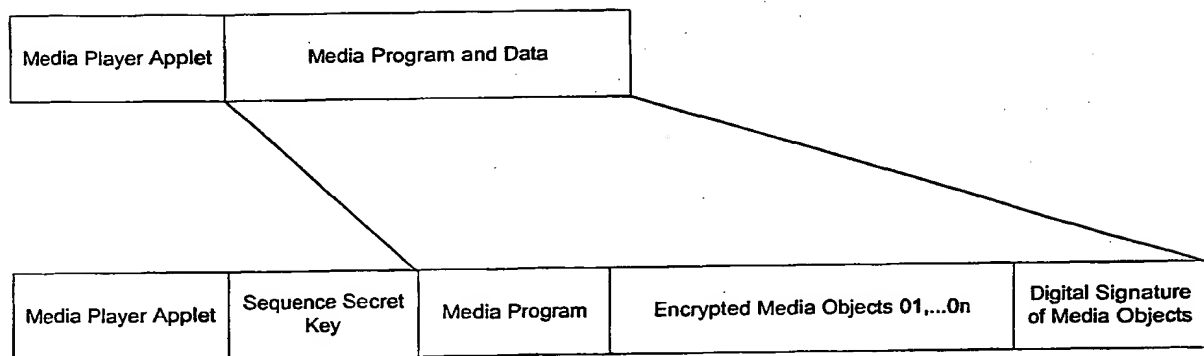 Media Player Applet
Media Program and Data
Media Player Applet
Sequence Secret
Key
Media Program
Encrypted Media Objects 01,...0n
Digital Signature
of Media Objects